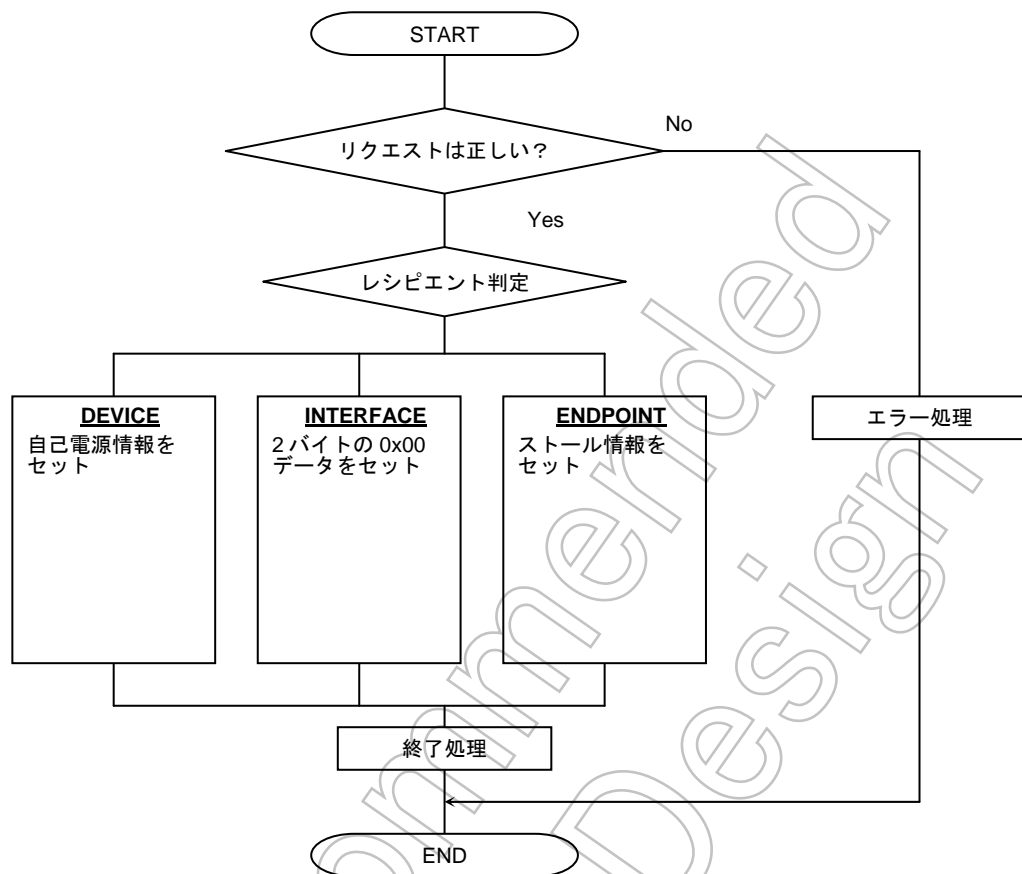 START
リクエストは正しい？
No
Yes
レシピエント判定
DEVICE
自己電源情報を
セット
INTERFACE
2 バイトの 0x00
データをセット
ENDPOINT
ストール情報を
セット
エラー処理
終了処理
END
ommended
Design